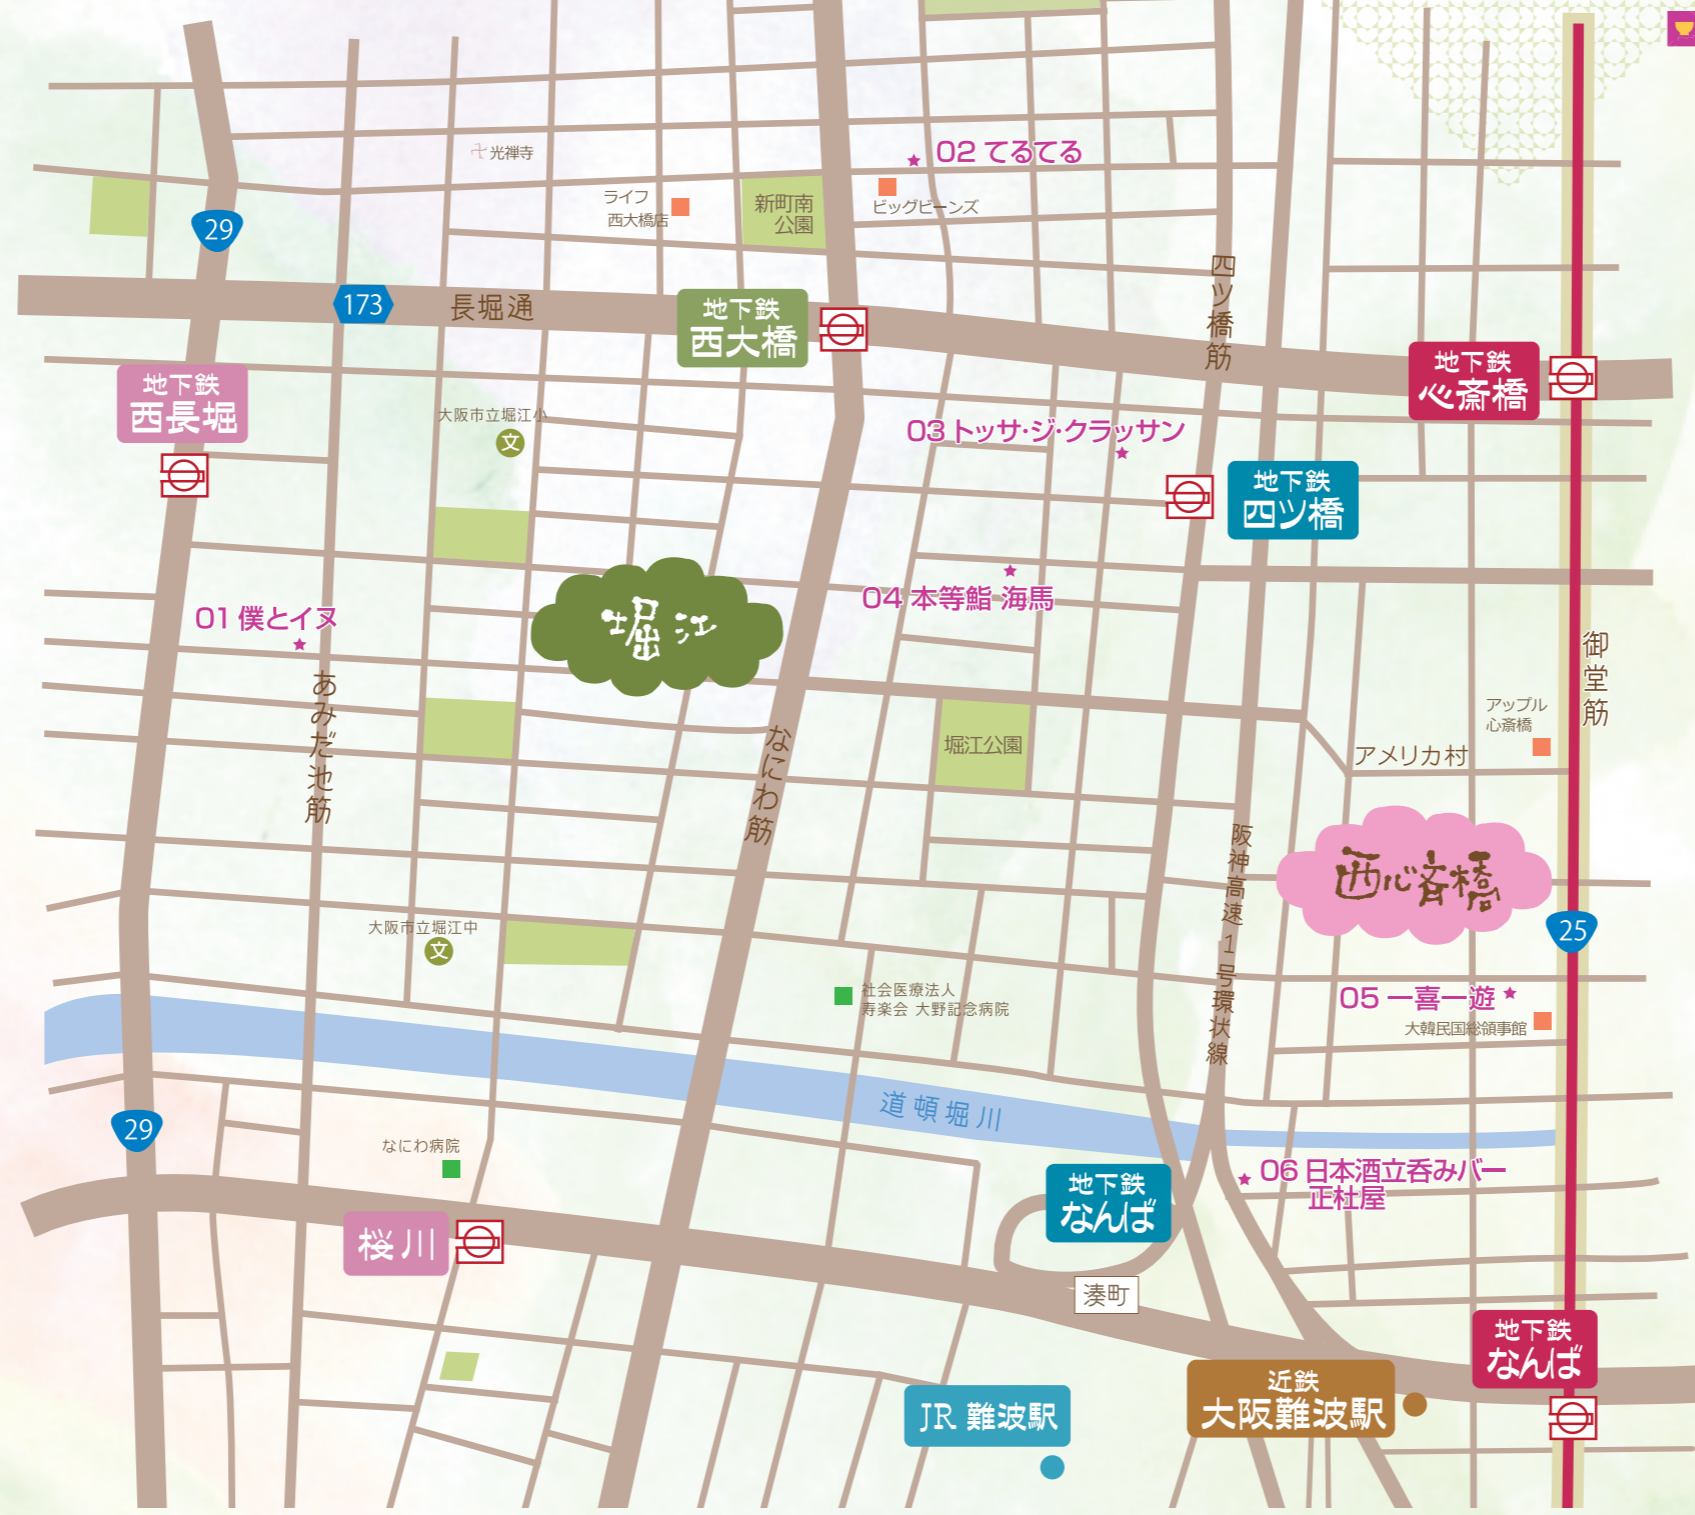 02 てるてる
光禅寺
ライフ
西大橋店
新町南
公園
ビッグビーンズ
29
四ツ橋筋
173
長堀通
地下鉄
西大橋
地下鉄
心斎橋
地下鉄
西長堀
大阪市立堀江小
文
03 トッサ・ジ・クラッサン
地下鉄
四ツ橋
01 僕とイヌ
堀江
04 本等鮨 海馬
御堂筋
あみだ池筋
なにわ筋
堀江公園
アップル
心斎橋
アメリカ村
阪神高速1号環状線
西心斎橋
25
大阪市立堀江中
文
社会医療法人
寿楽会 大野記念病院
05 一喜一遊
大韓民国総領事館
道頓堀川
29
なにわ病院
06 日本酒立呑みバー
正杜屋
地下鉄
なんば
桜川
湊町
地下鉄
なんば
近鉄
大阪難波駅
JR 難波駅